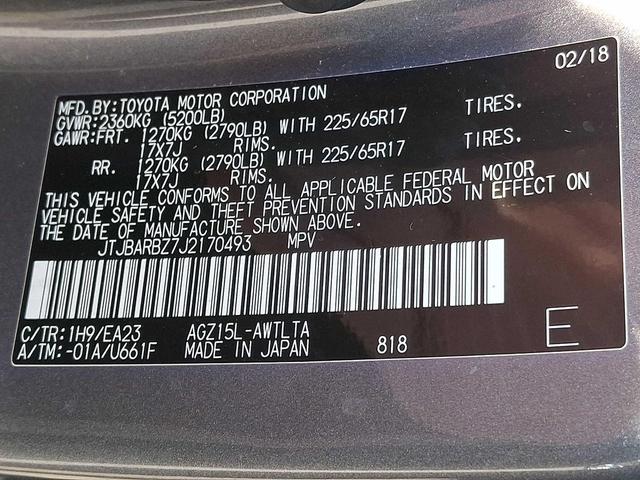 02/18
MFD. BY: TOYOTA MOTOR CORPORATION
GVWR: 2360KG (5200LB)
GAWR: FRT. 1270KG (2790LB) WITH 225/65R17 TIRES.
17X7J RIMS.
RR. 1270KG (2790LB) WITH 225/65R17 TIRES.
17X7J RIMS.
THIS VEHICLE CONFORMS TO ALL APPLICABLE FEDERAL MOTOR
VEHICLE SAFETY AND THEFT PREVENTION STANDARDS IN EFFECT ON
THE DATE OF MANUFACTURE SHOWN ABOVE.
JTJBARBZ7J2170493 MPV
C/TR: 1H9/EA23 AGZ15L-AWTLTA
A/TM: -01A/U661F MADE IN JAPAN 818 E